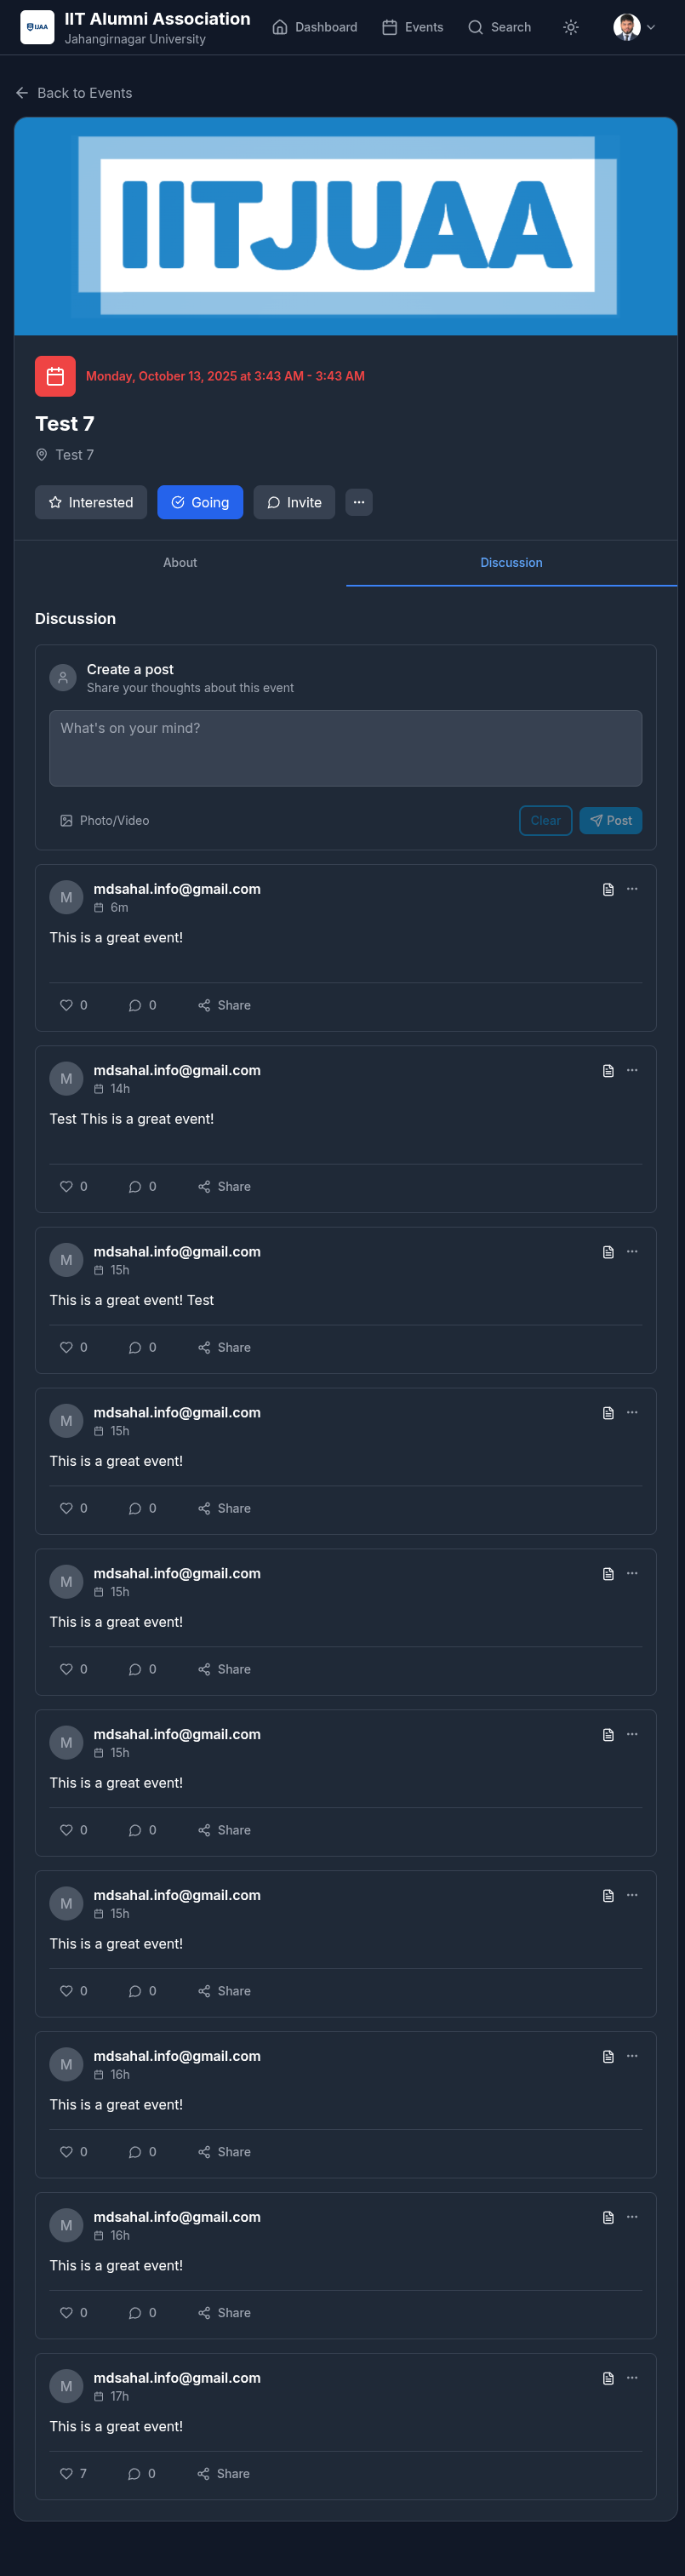 IJAA
IIT Alumni Association
Jahangirnagar University
Dashboard
Events
Search
Back to Events
IITJUAA
Monday, October 13, 2025 at 3:43 AM - 3:43 AM
Test 7
Test 7
Interested
Going
Invite
About
Discussion
Discussion
Create a post
Share your thoughts about this event
What's on your mind?
Photo/Video
Clear
Post
M
mdsahal.info@gmail.com
6m
This is a great event!
0
0
Share
M
mdsahal.info@gmail.com
14h
Test This is a great event!
0
0
Share
M
mdsahal.info@gmail.com
15h
This is a great event! Test
0
0
Share
M
mdsahal.info@gmail.com
15h
This is a great event!
0
0
Share
M
mdsahal.info@gmail.com
15h
This is a great event!
0
0
Share
M
mdsahal.info@gmail.com
15h
This is a great event!
0
0
Share
M
mdsahal.info@gmail.com
15h
This is a great event!
0
0
Share
M
mdsahal.info@gmail.com
16h
This is a great event!
0
0
Share
M
mdsahal.info@gmail.com
16h
This is a great event!
0
0
Share
M
mdsahal.info@gmail.com
17h
This is a great event!
7
0
Share